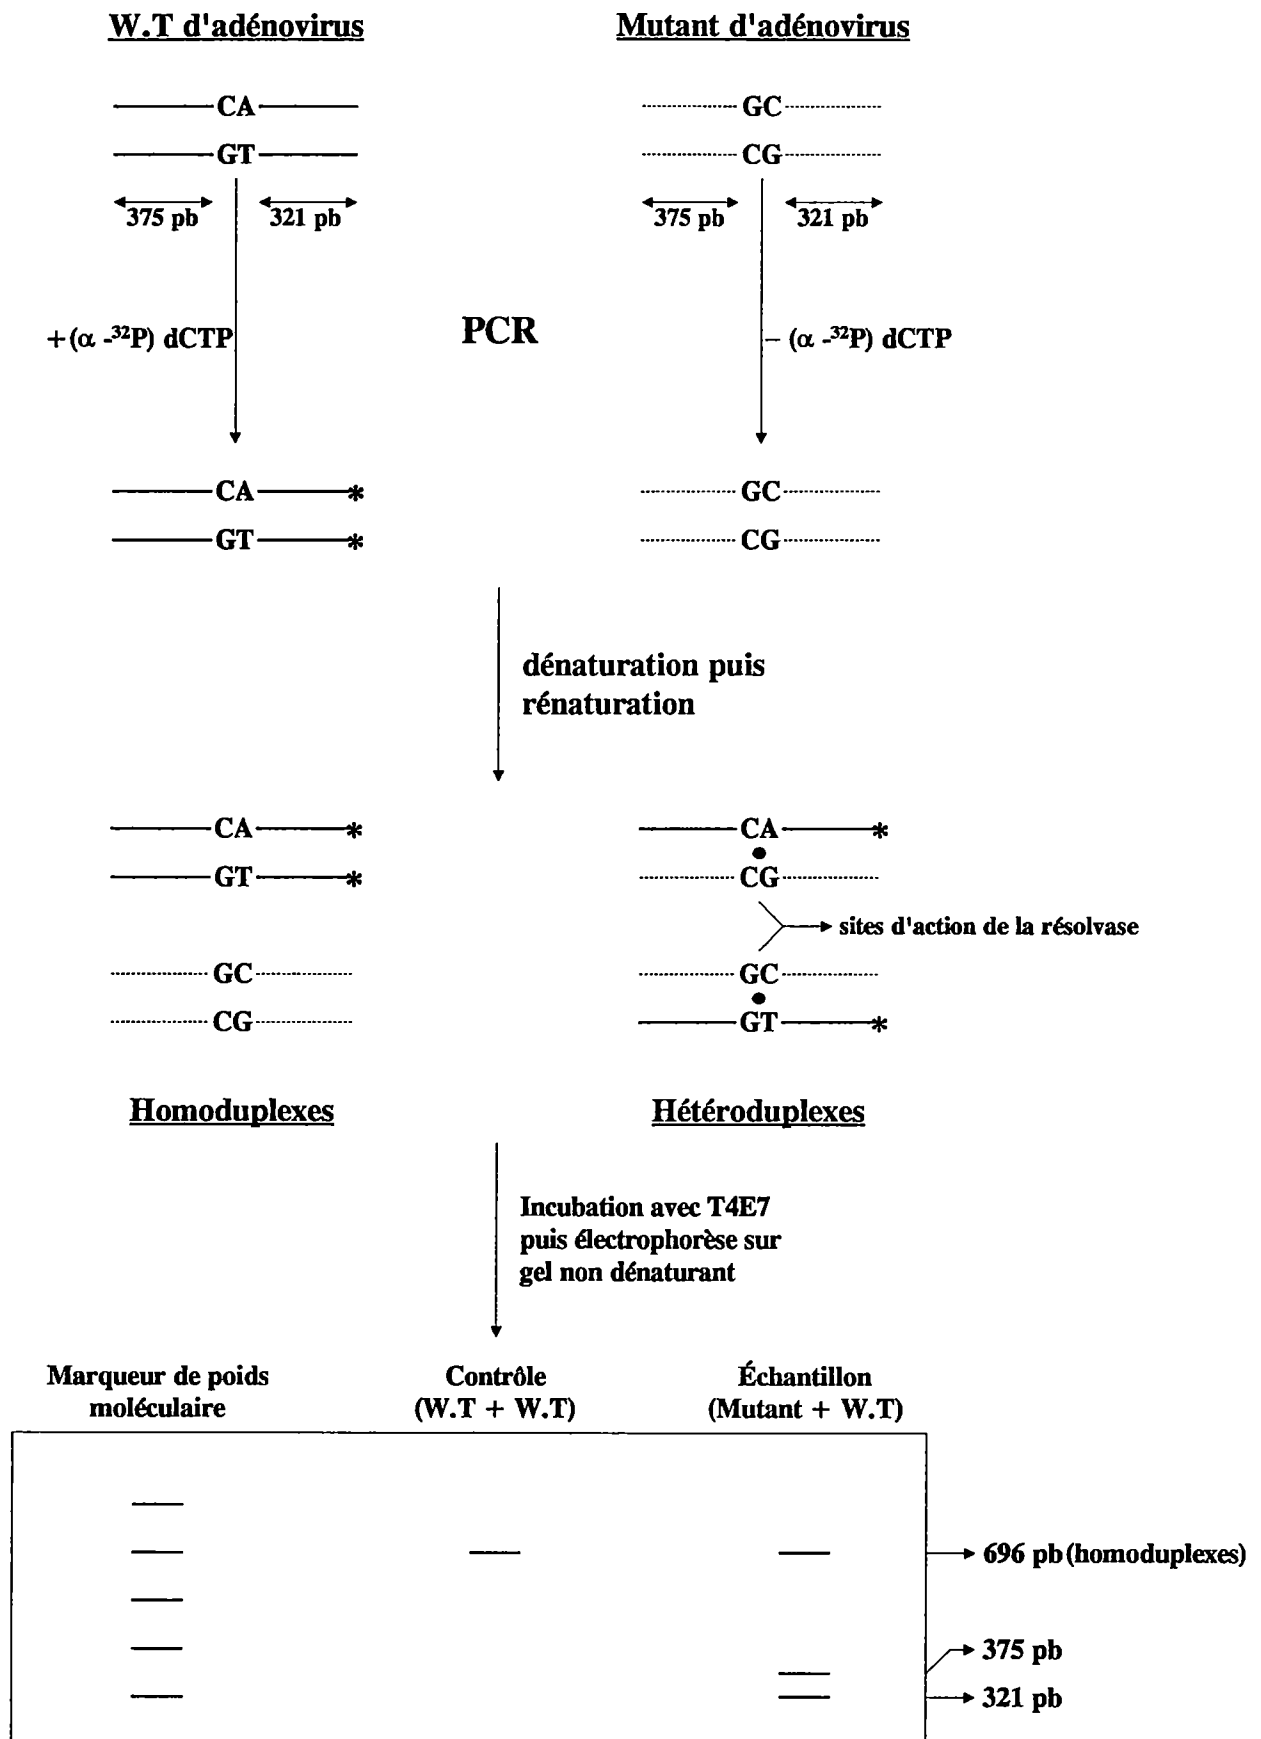 W.T d'adénovirus
Mutant d'adénovirus
CA
GC
GT
CG
375 pb
321 pb
375 pb
321 pb
+(α -³²P) dCTP
PCR
– (α -³²P) dCTP
CA*
GC
GT*
CG
dénaturation puis
rénaturation
CA*
CA*
GT*
CG
sites d'action de la résolvase
GC
GC
CG
GT*
Homoduplexes
Hétéroduplexes
Incubation avec T4E7
puis électrophorèse sur
gel non dénaturant
Marqueur de poids
moléculaire
Contrôle
(W.T + W.T)
Échantillon
(Mutant + W.T)
696 pb (homoduplexes)
375 pb
321 pb